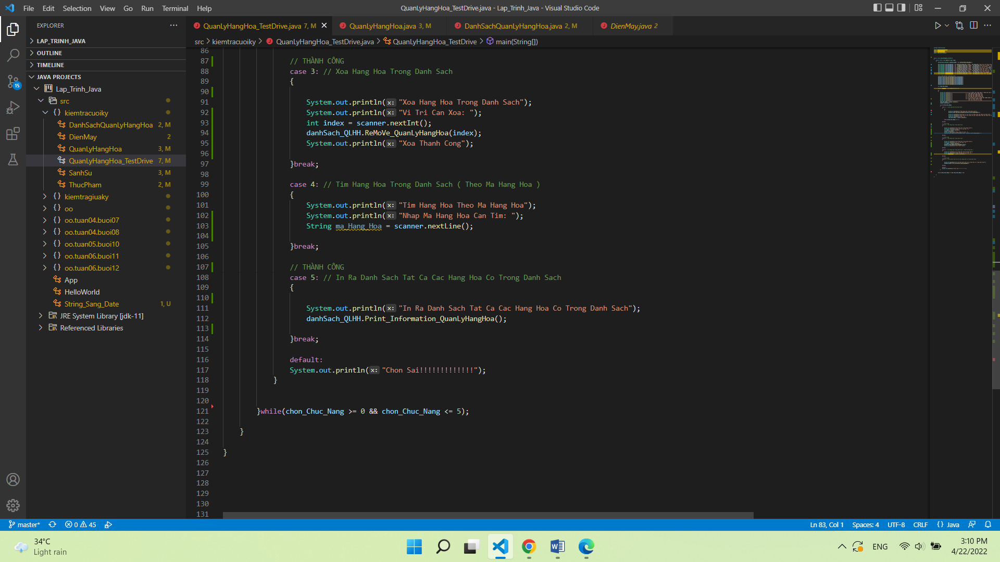 File Edit Selection View Go Run Terminal Help
QuanLyHangHoa_TestDrive.java - Lap_Trinh_Java - Visual Studio Code
EXPLORER
LAP_TRINH_JAVA
OUTLINE
TIMELINE
JAVA PROJECTS
Lap_Trinh_Java
src
kiemtracuoiky
DanhSachQuanLyHangHoa 2, M
DienMay 2
QuanLyHangHoa 3, M
QuanLyHangHoa_TestDrive 7, M
SanhSu 3, M
ThucPham 2, M
kiemtragiuaky
oo
oo.tuan04.buoi07
oo.tuan04.buoi08
oo.tuan05.buoi10
oo.tuan06.buoi11
oo.tuan06.buoi12
App
HelloWorld
String_Sang_Date 1, U
JRE System Library [jdk-11]
Referenced Libraries
15
QuanLyHangHoa_TestDrive.java 7, M
QuanLyHangHoa.java 3, M
DanhSachQuanLyHangHoa.java 2, M
DienMay.java 2
src > kiemtracuoiky > QuanLyHangHoa_TestDrive.java > QuanLyHangHoa_TestDrive > main(String[])
86
87 // THÀNH CÔNG
88 case 3: // Xoa Hang Hoa Trong Danh Sach
89 {
90
91 System.out.println(x: "Xoa Hang Hoa Trong Danh Sach");
92 System.out.println(x: "Vi Tri Can Xoa: ");
93 int index = scanner.nextInt();
94 danhSach_QLHH.ReMoVe_QuanLyHangHoa(index);
95 System.out.println(x: "Xoa Thanh Cong");
96
97 }break;
98
99 case 4: // Tim Hang Hoa Trong Danh Sach ( Theo Ma Hang Hoa )
100 {
101 System.out.println(x: "Tim Hang Hoa Theo Ma Hang Hoa");
102 System.out.println(x: "Nhap Ma Hang Hoa Can Tim: ");
103 String ma_Hang_Hoa = scanner.nextLine();
104
105 }break;
106
107 // THÀNH CÔNG
108 case 5: // In Ra Danh Sach Tat Ca Cac Hang Hoa Co Trong Danh Sach
109 {
110
111 System.out.println(x: "In Ra Danh Sach Tat Ca Cac Hang Hoa Co Trong Danh Sach");
112 danhSach_QLHH.Print_Information_QuanLyHangHoa();
113
114 }break;
115
116 default:
117 System.out.println(x: "Chon Sai!!!!!!!!!!!!!");
118 }
119
120
121 }while(chon_Chuc_Nang >= 0 && chon_Chuc_Nang <= 5);
122
123 }
124
125 }
126
127
128
129
130
131
master* 0 45
Ln 83, Col 1 Spaces: 4 UTF-8 CRLF {} Java
34°C
Light rain
ENG
3:10 PM
4/22/2022